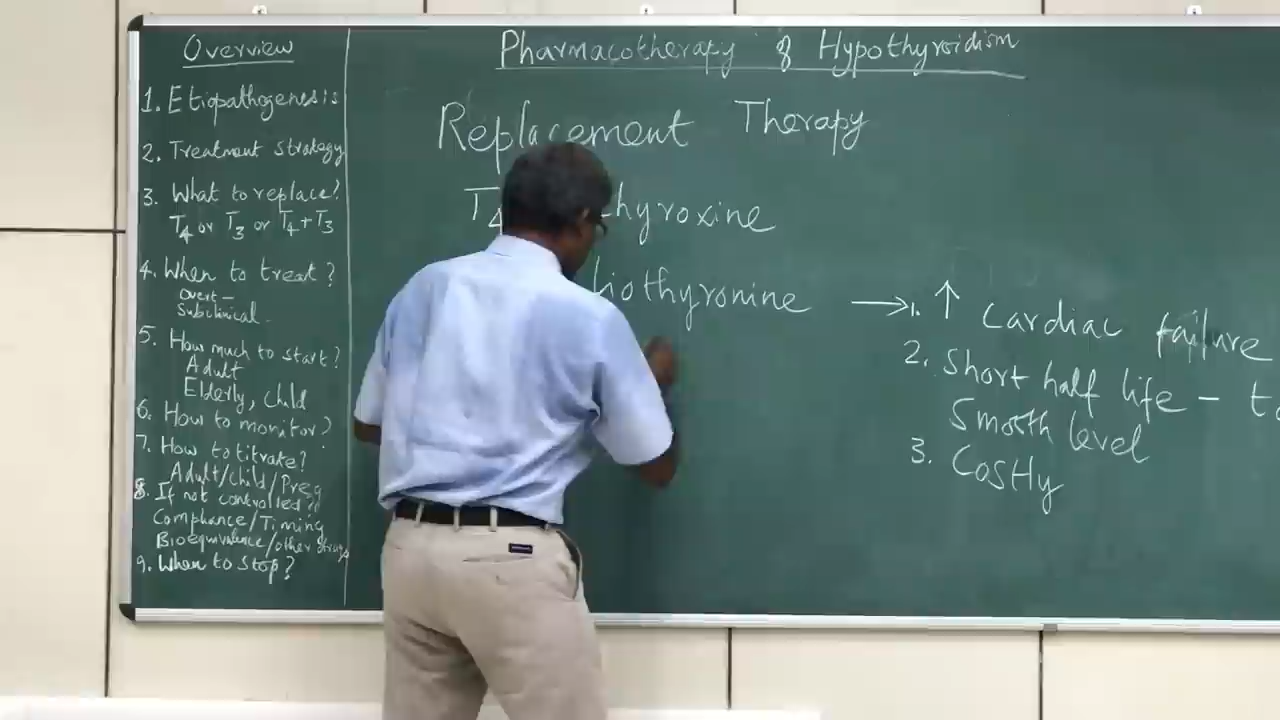 Overview
1. Etiopathogenesis
2. Treatment strategy
3. What to replace?
T4 or T3 or T4 + T3
4. When to treat?
Overt -
Subclinical -
5. How much to start?
Adult
Elderly, child
6. How to monitor?
7. How to titrate?
Adult/child/Preg
8. If not controlled
Compliance/Timing
Bioequivalence/other drugs
9. When to stop?
Pharmacotherapy of Hypothyroidism
Replacement Therapy
T4 hyroxine
liothyronine → 1. ↑ Cardiac failure
2. Short half life -
Smooth level
3. Costly